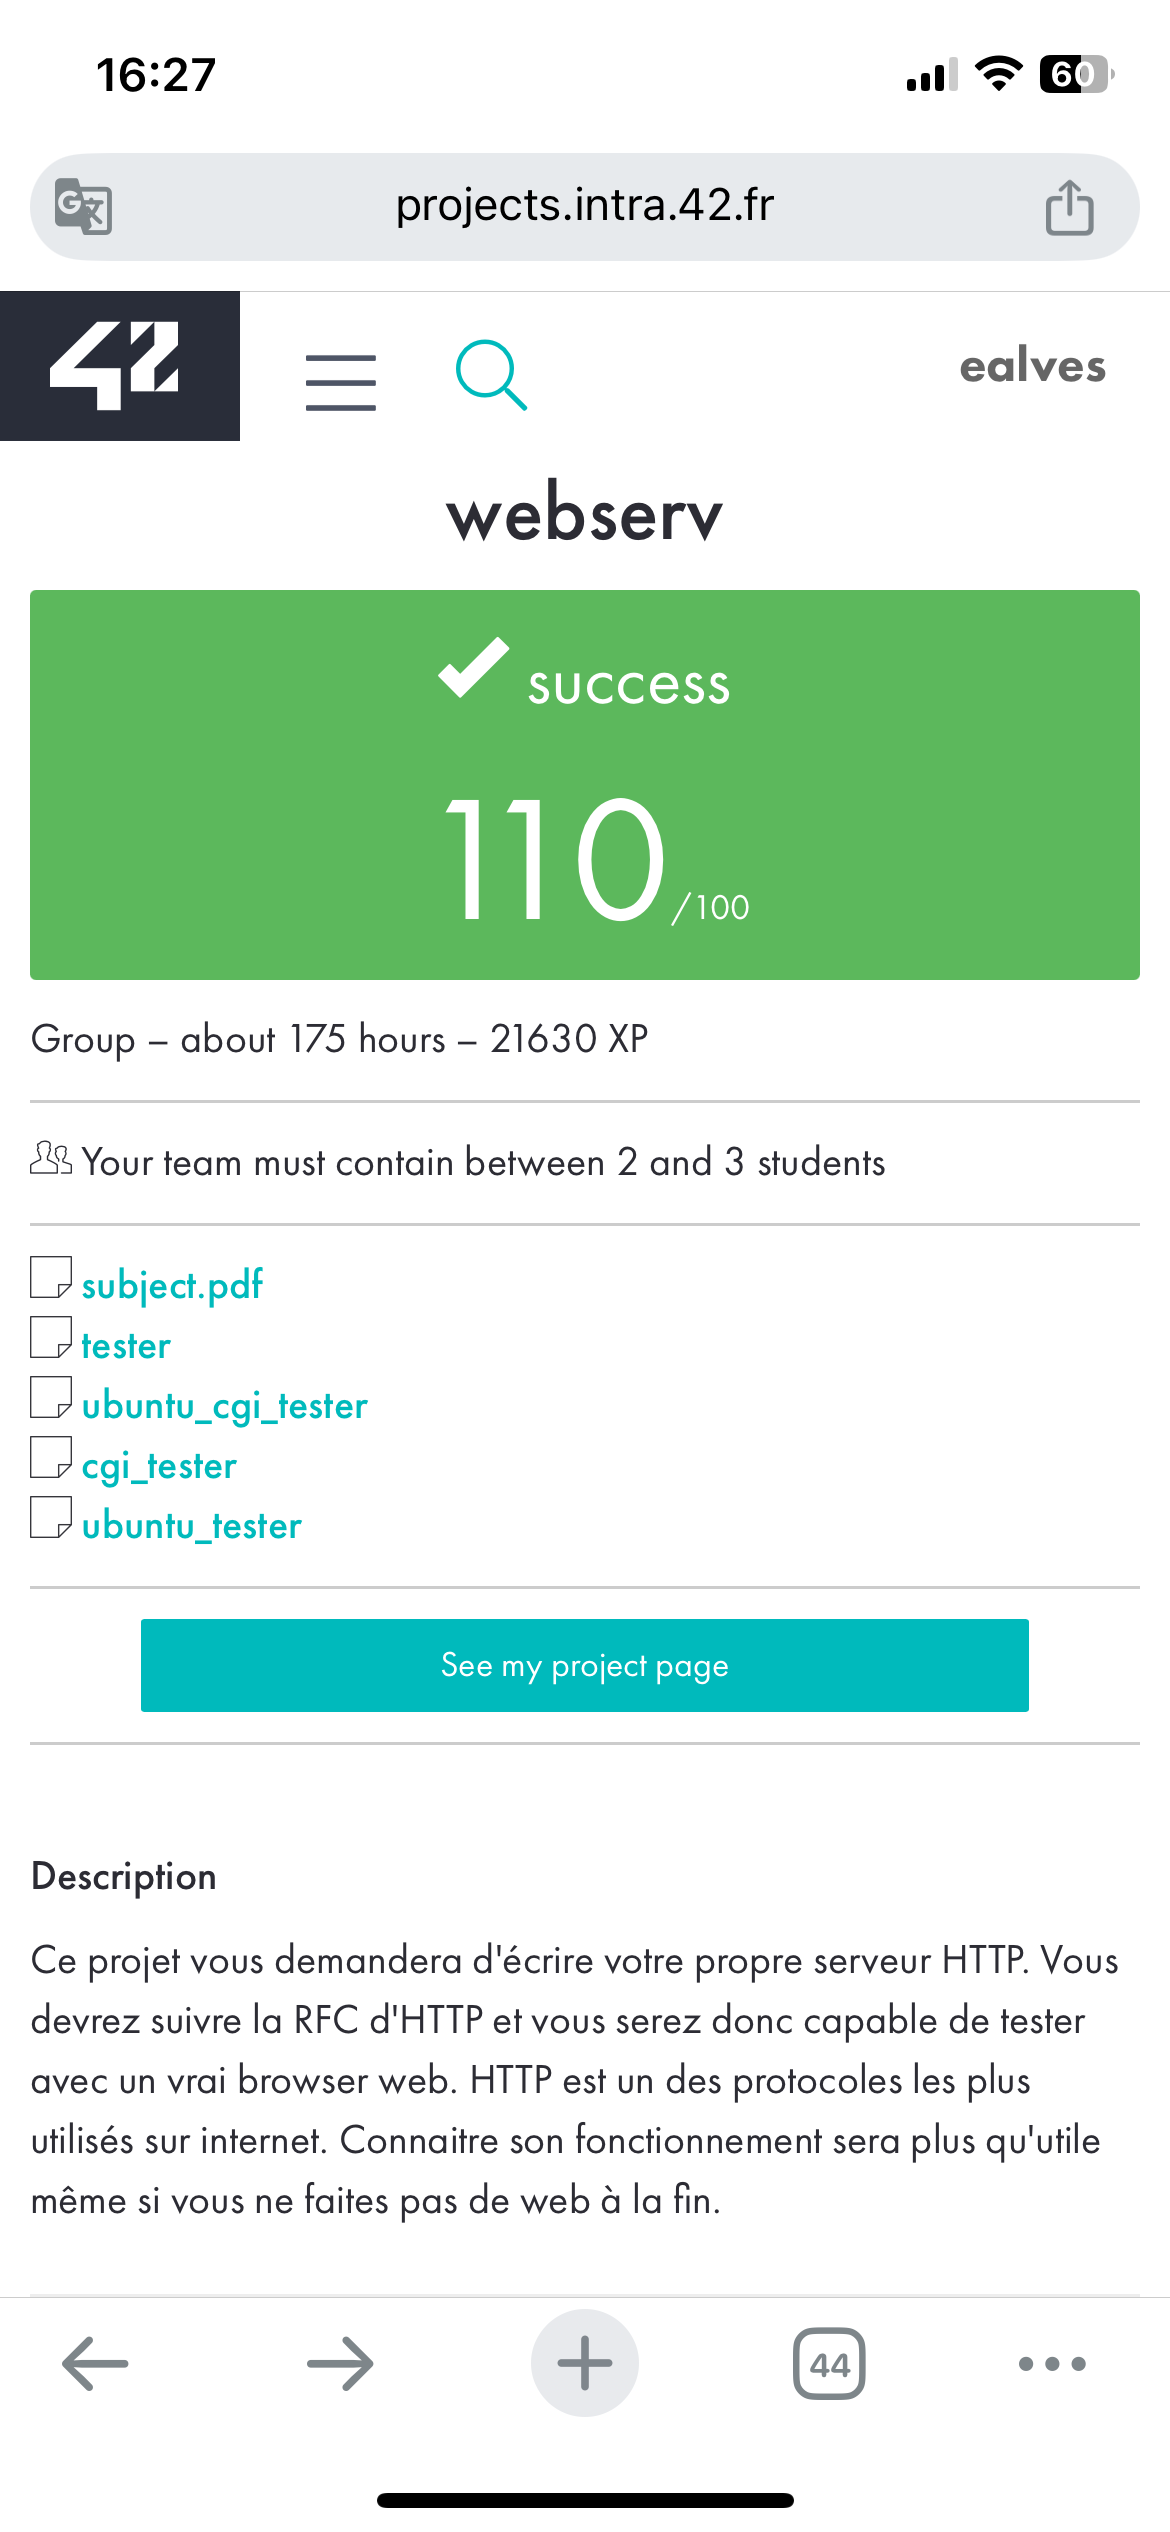 16:27
60
projects.intra.42.fr
42
ealves
webserv
success
110/100
Group – about 175 hours – 21630 XP
Your team must contain between 2 and 3 students
subject.pdf
tester
ubuntu_cgi_tester
cgi_tester
ubuntu_tester
See my project page
Description
Ce projet vous demandera d'écrire votre propre serveur HTTP. Vous
devrez suivre la RFC d'HTTP et vous serez donc capable de tester
avec un vrai browser web. HTTP est un des protocoles les plus
utilisés sur internet. Connaitre son fonctionnement sera plus qu'utile
même si vous ne faites pas de web à la fin.
44